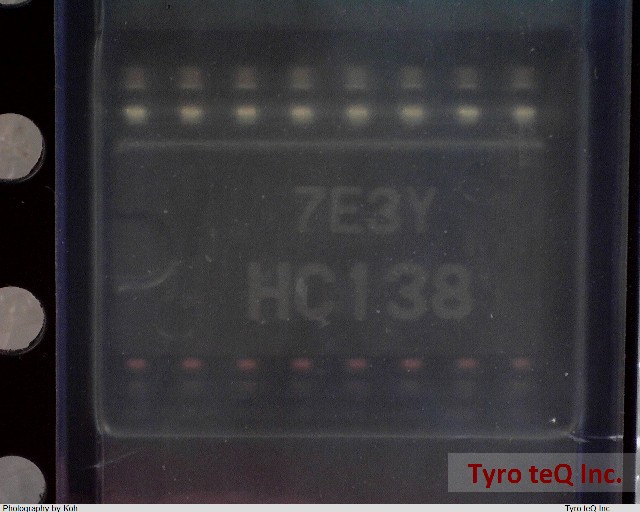 7E3Y
HC138
Tyro teQ Inc.
Photography by Koh
Tyro teQ Inc.